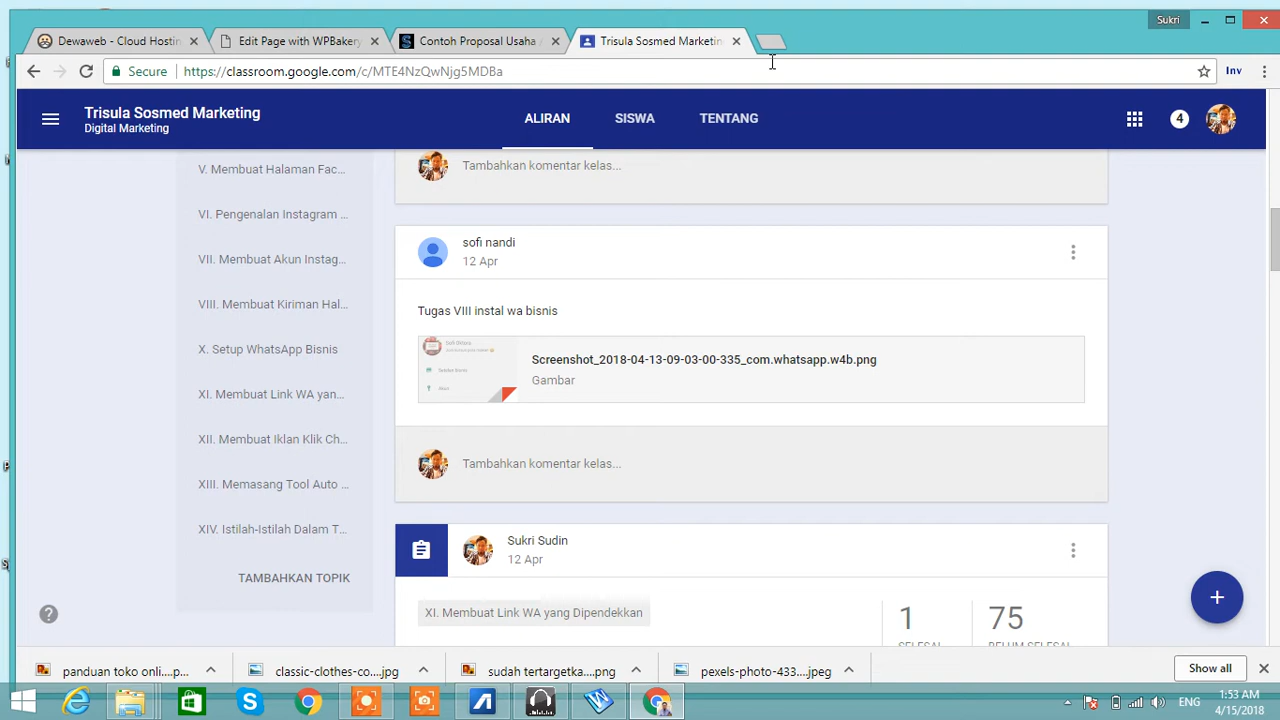 Sukri
Dewaweb - Cloud Hostin
Edit Page with WPBakery
Contoh Proposal Usaha
Trisula Sosmed Marketin
Secure
https://classroom.google.com/c/MTE4NzQwNjg5MDBa
Inv
Trisula Sosmed Marketing
Digital Marketing
ALIRAN
SISWA
TENTANG
4
V. Membuat Halaman Fac...
VI. Pengenalan Instagram ...
VII. Membuat Akun Instag...
VIII. Membuat Kiriman Hal...
X. Setup WhatsApp Bisnis
XI. Membuat Link WA yan...
XII. Membuat Iklan Klik Ch...
XIII. Memasang Tool Auto ...
XIV. Istilah-Istilah Dalam T...
TAMBAHKAN TOPIK
Tambahkan komentar kelas...
sofi nandi
12 Apr
Tugas VIII instal wa bisnis
Screenshot_2018-04-13-09-03-00-335_com.whatsapp.w4b.png
Gambar
Tambahkan komentar kelas...
Sukri Sudin
12 Apr
XI. Membuat Link WA yang Dipendekkan
1
SELESAI
75
BELUM SELESAI
panduan toko onli....p...
classic-clothes-co...jpg
sudah tertargetka...png
pexels-photo-433....jpeg
Show all
ENG
1:53 AM
4/15/2018